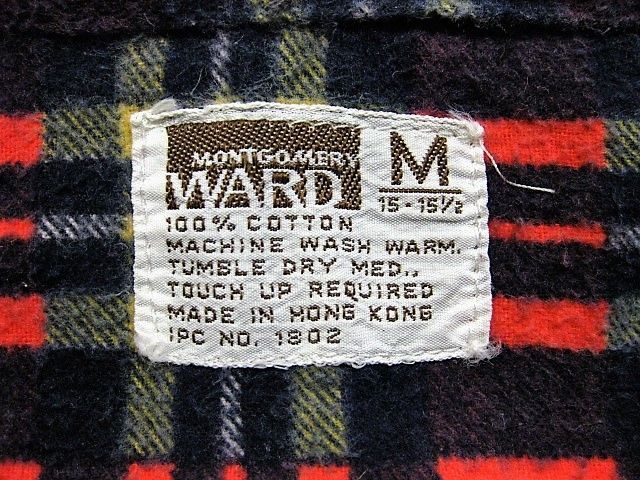 MONTGOMERY
WARD
M
15-15½
100% COTTON
MACHINE WASH WARM.
TUMBLE DRY MED..
TOUCH UP REQUIRED
MADE IN HONG KONG
IPC NO. 1302